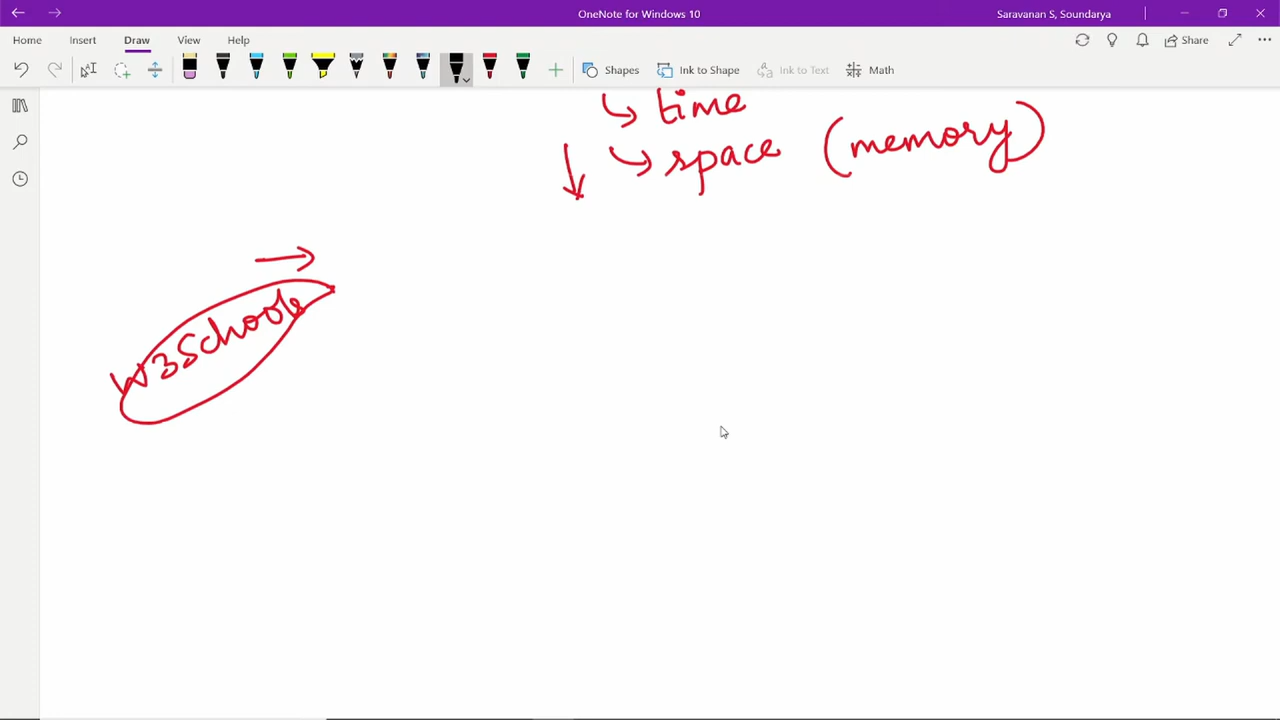 OneNote for Windows 10
Saravanan S, Soundarya
Home Insert Draw View Help
Share
Shapes Ink to Shape Ink to Text Math
time
space (memory)
W3Schools